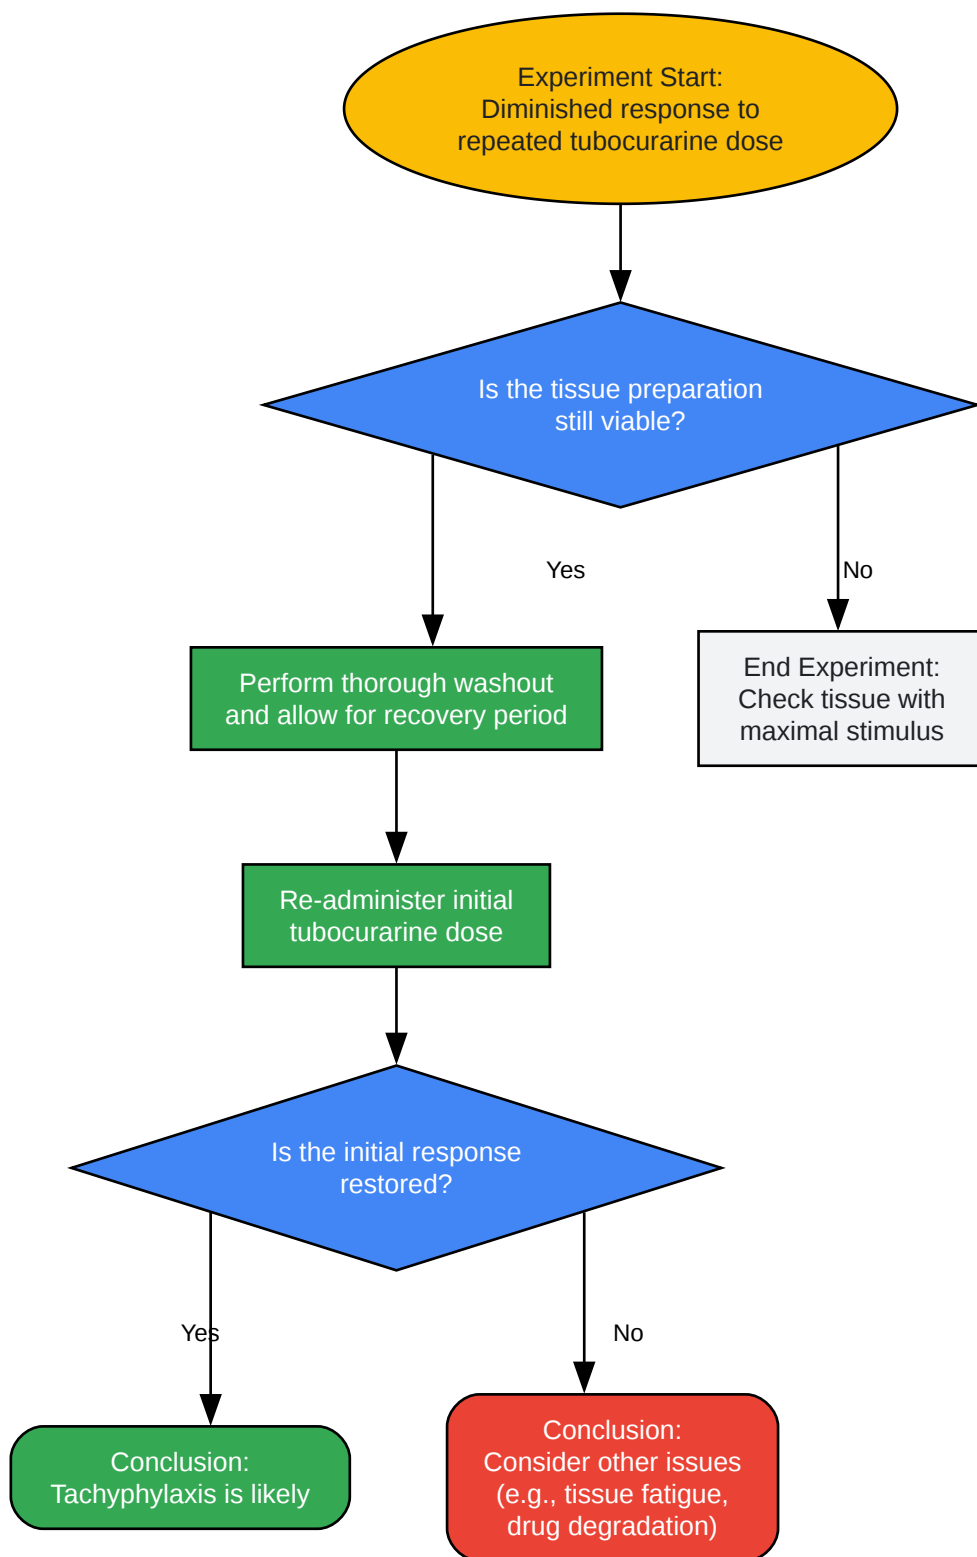 Experiment Start:
Diminished response to
repeated tubocurarine dose
Is the tissue preparation
still viable?
Yes
No
Perform thorough washout
and allow for recovery period
End Experiment:
Check tissue with
maximal stimulus
Re-administer initial
tubocurarine dose
Is the initial response
restored?
Yes
No
Conclusion:
Tachyphylaxis is likely
Conclusion:
Consider other issues
(e.g., tissue fatigue,
drug degradation)